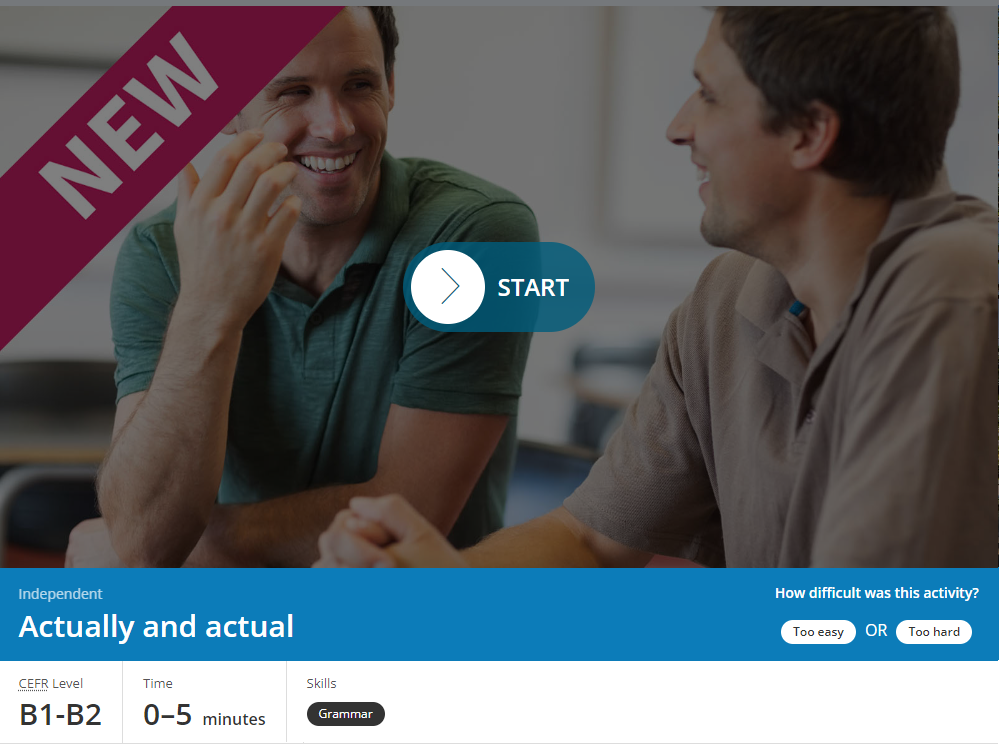 NEW
START
Independent
Actually and actual
How difficult was this activity?
Too easy OR Too hard
CEFR Level
B1-B2
Time
0–5 minutes
Skills
Grammar